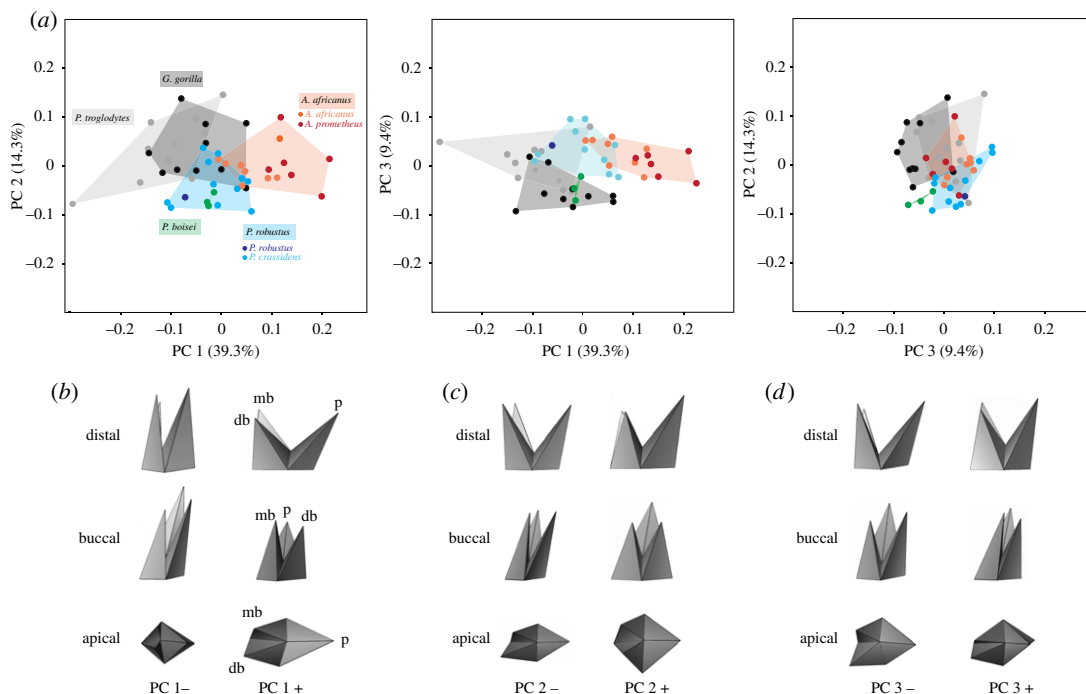 (a)
0.2
0.1
0
−0.1
−0.2
PC 2 (14.3%)
G. gorilla
P. troglodytes
A. africanus
A. africanus
A. prometheus
P. boisei
P. robustus
P. robustus
P. crassidens
−0.2 −0.1 0 0.1 0.2
PC 1 (39.3%)
0.2
0.1
0
−0.1
−0.2
PC 3 (9.4%)
−0.2 −0.1 0 0.1 0.2
PC 1 (39.3%)
0.2
0.1
0
−0.1
−0.2
PC 2 (14.3%)
−0.2 −0.1 0 0.1 0.2
PC 3 (9.4%)
(b)
distal
mb
db
p
buccal
mb p db
apical
mb
p
db
PC 1– PC 1 +
(c)
distal
buccal
apical
PC 2 – PC 2 +
(d)
distal
buccal
apical
PC 3 – PC 3 +